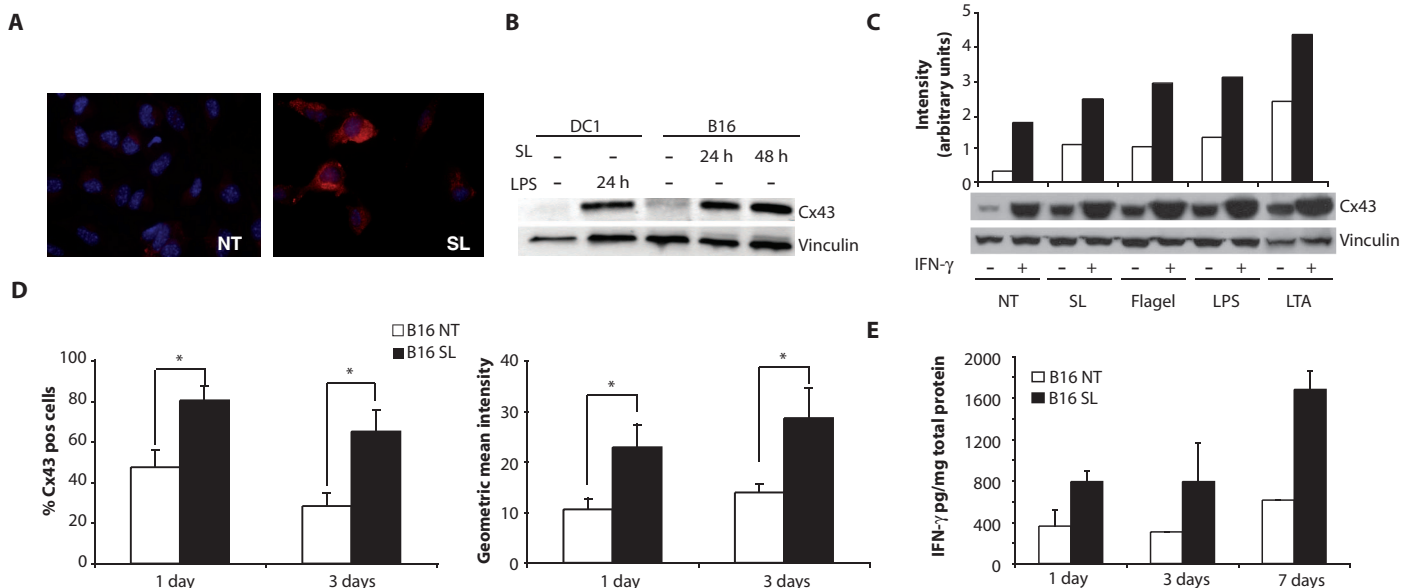 A
NT
SL
B
DC1 B16
SL – – – 24 h 48 h
LPS – 24 h – – –
Cx43
Vinculin
C
Intensity
(arbitrary units)
5
4
3
2
1
0
Cx43
Vinculin
IFN-γ – + – + – + – + – +
NT SL Flagel LPS LTA
D
B16 NT
B16 SL
% Cx43 pos cells
100
80
60
40
20
0
* *
1 day 3 days
Geometric mean intensity
40
30
20
10
0
* *
1 day 3 days
E
IFN-γ pg/mg total protein
2000
1600
1200
800
400
0
B16 NT
B16 SL
1 day 3 days 7 days